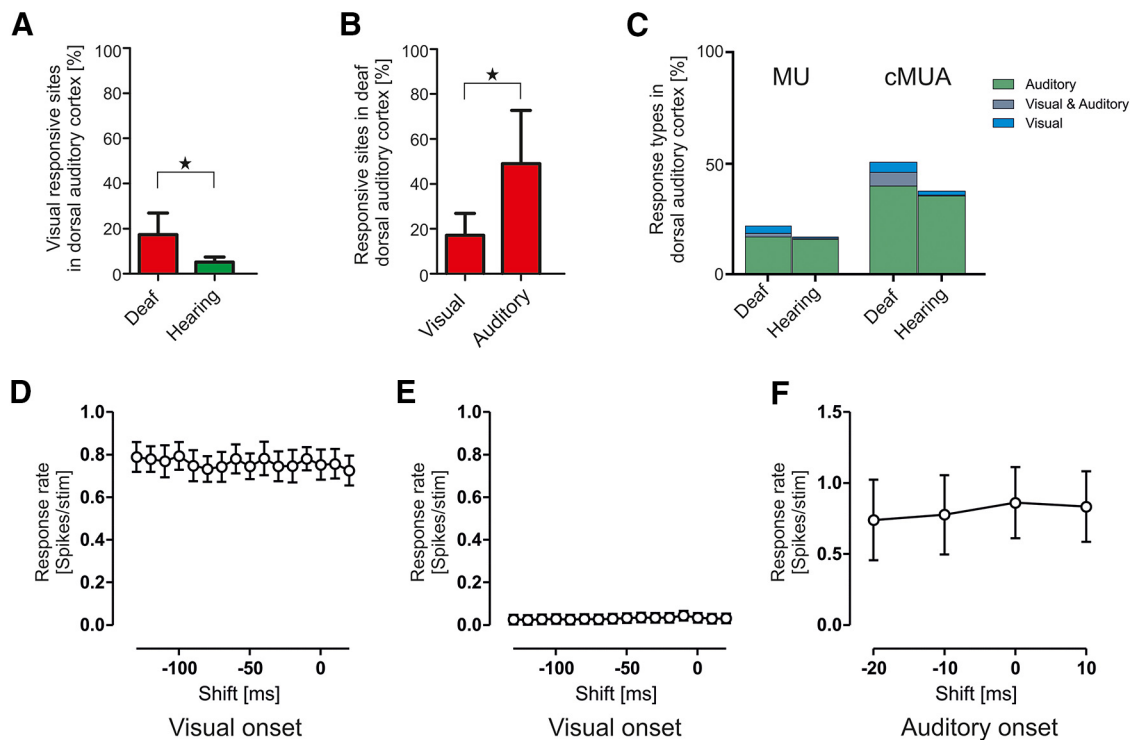 A
Visual responsive sites
in dorsal auditory cortex [%]
100
80
60
40
20
0
Deaf
Hearing
B
Responsive sites in deaf
dorsal auditory cortex [%]
100
80
60
40
20
0
Visual
Auditory
C
Response types in
dorsal auditory cortex [%]
100
50
0
MU
cMUA
Deaf
Hearing
Deaf
Hearing
Auditory
Visual & Auditory
Visual
D
Response rate
[Spikes/stim]
1.0
0.8
0.6
0.4
0.2
0.0
-100
-50
0
Shift [ms]
Visual onset
E
Response rate
[Spikes/stim]
1.0
0.8
0.6
0.4
0.2
0.0
-100
-50
0
Shift [ms]
Visual onset
F
Response rate
[Spikes/stim]
1.5
1.0
0.5
0.0
-20
-10
0
10
Shift [ms]
Auditory onset